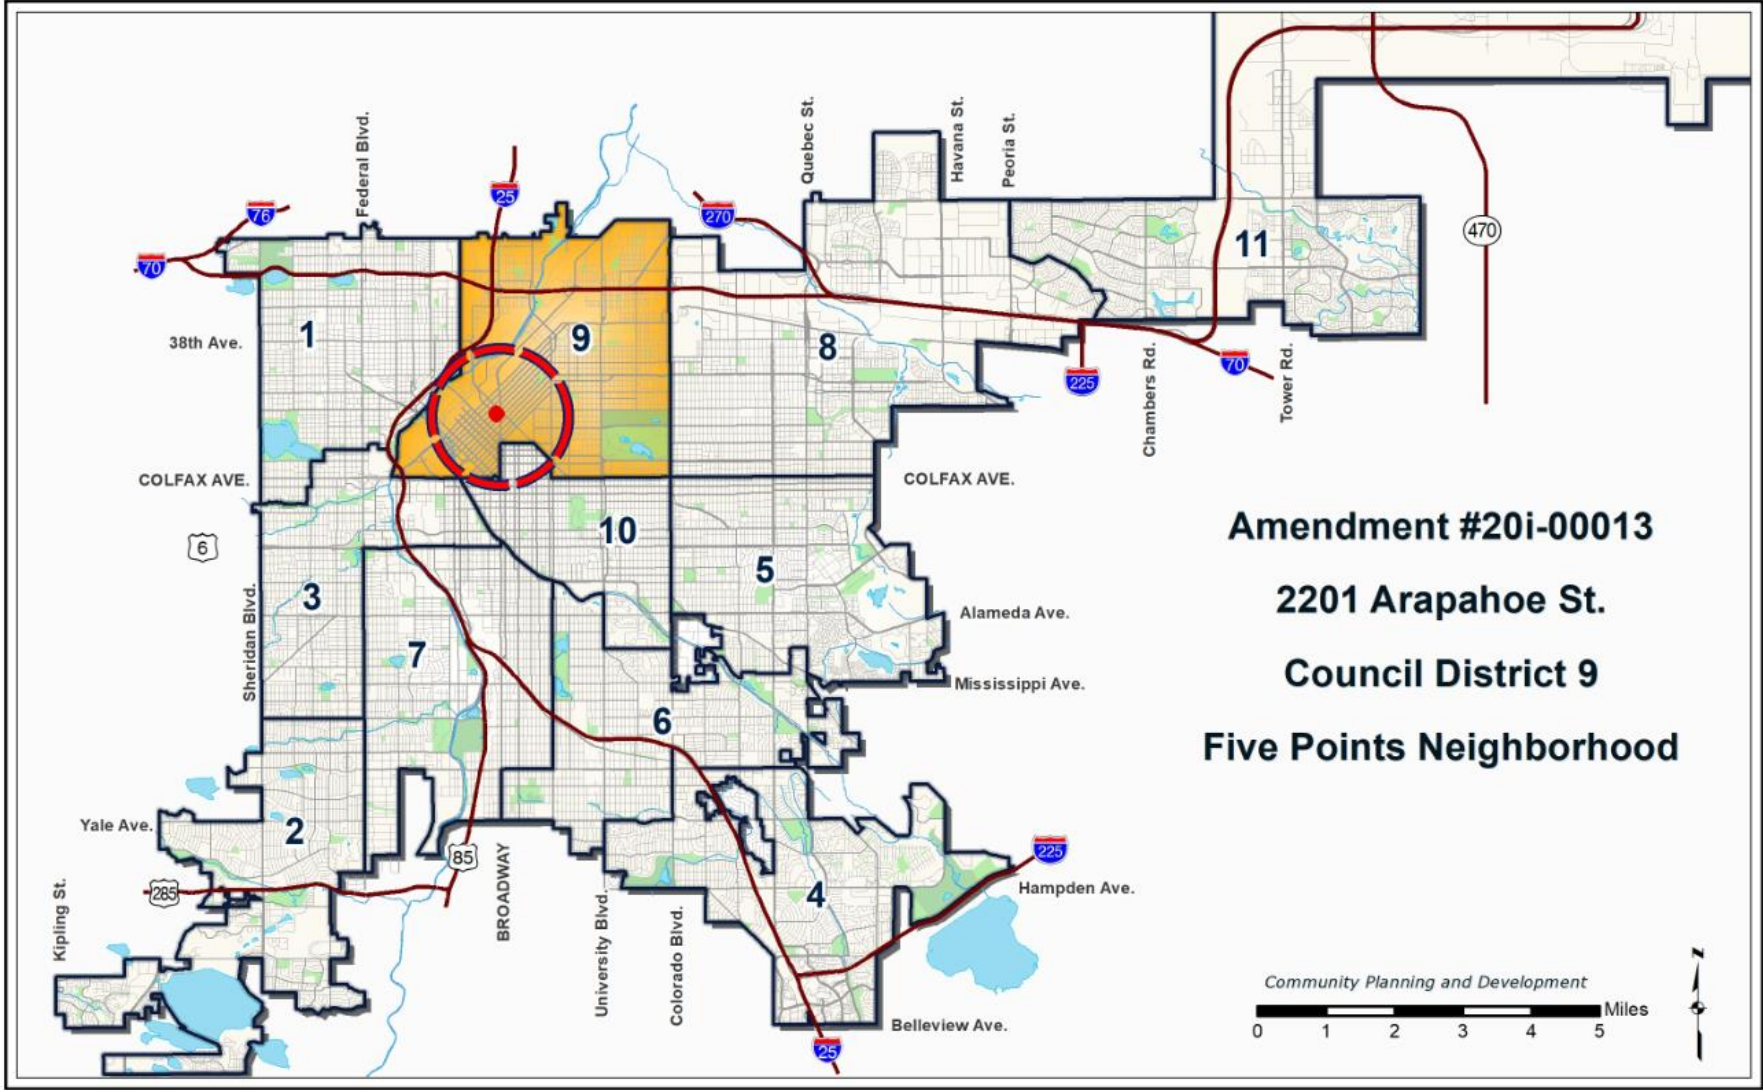 Quebec St.
Havana St.
Peoria St.
Federal Blvd.
25
76
270
70
11
470
1
9
8
38th Ave.
225
70
Chambers Rd.
Tower Rd.
COLFAX AVE.
COLFAX AVE.
10
6
5
3
Sheridan Blvd.
7
Alameda Ave.
Mississippi Ave.
6
Amendment #20i-00013
2201 Arapahoe St.
Council District 9
Five Points Neighborhood
Yale Ave.
2
85
225
285
Kipling St.
BROADWAY
University Blvd.
Colorado Blvd.
4
Hampden Ave.
Belleview Ave.
25
Community Planning and Development
Miles
0 1 2 3 4 5
N